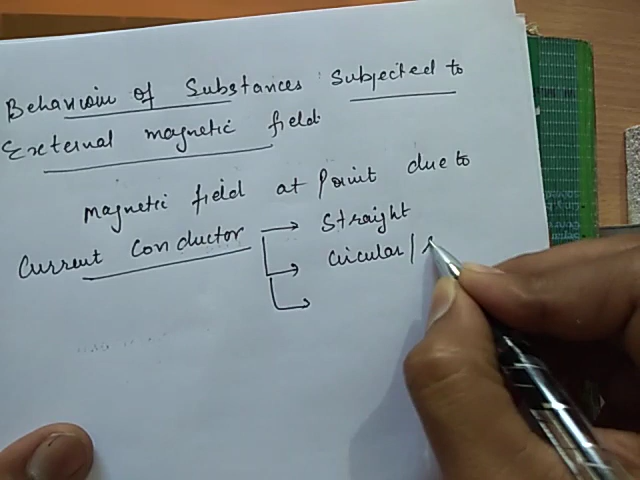 Behaviour of Substances Subjected to
External magnetic field.
Magnetic field at point due to
Current Conductor → Straight
Circular /